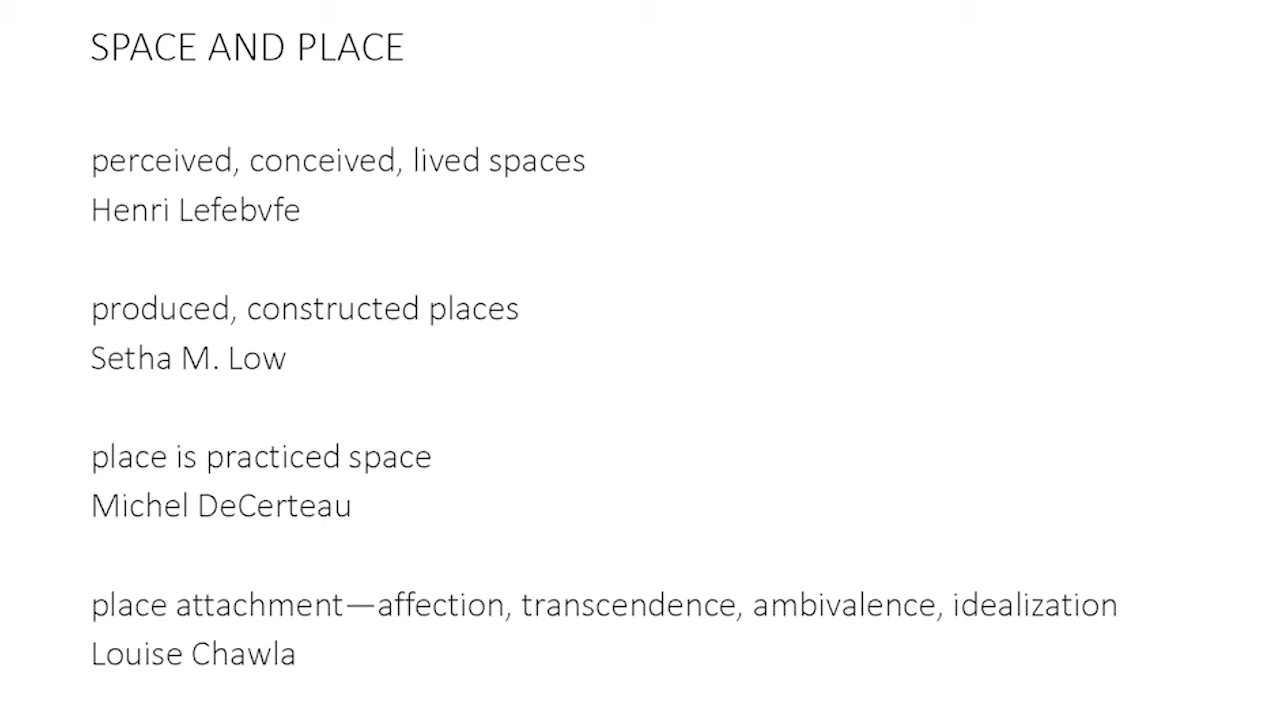 SPACE AND PLACE
perceived, conceived, lived spaces
Henri Lefebvfe
produced, constructed places
Setha M. Low
place is practiced space
Michel DeCerteau
place attachment—affection, transcendence, ambivalence, idealization
Louise Chawla